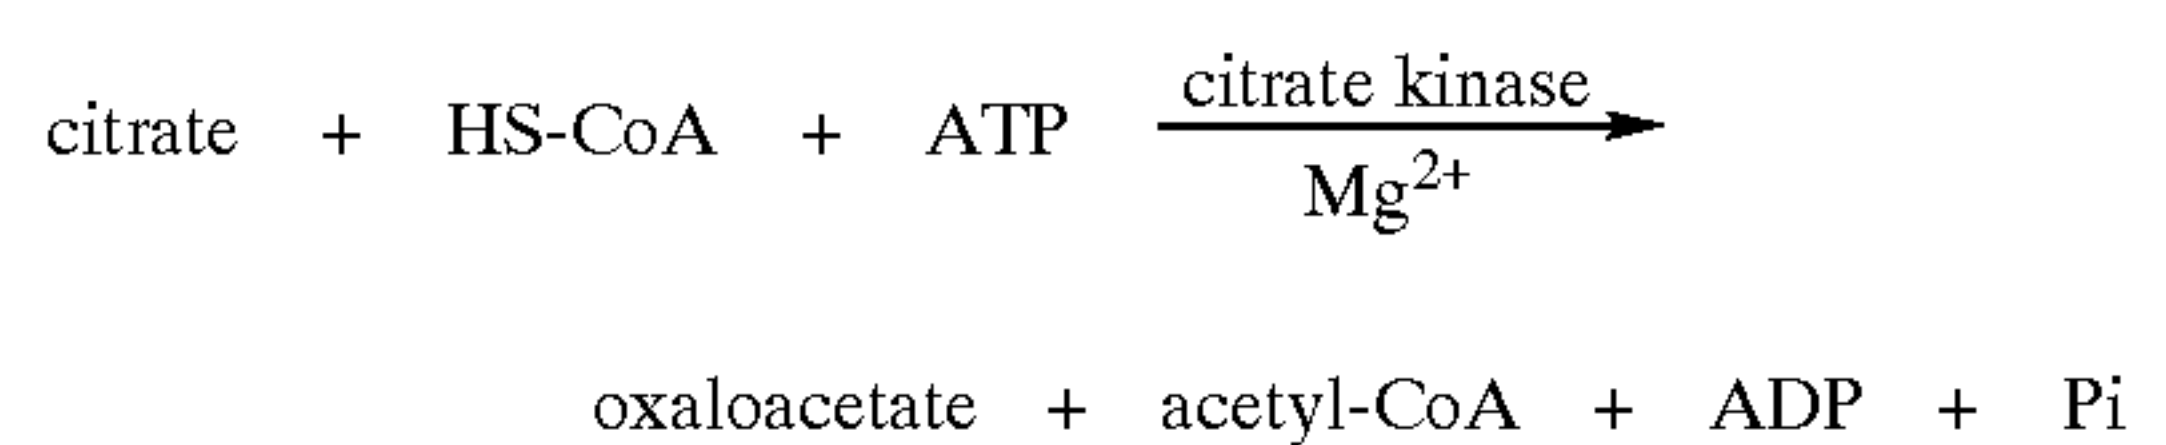 citrate + HS-CoA + ATP citrate kinase
Mg2+
oxaloacetate + acetyl-CoA + ADP + Pi